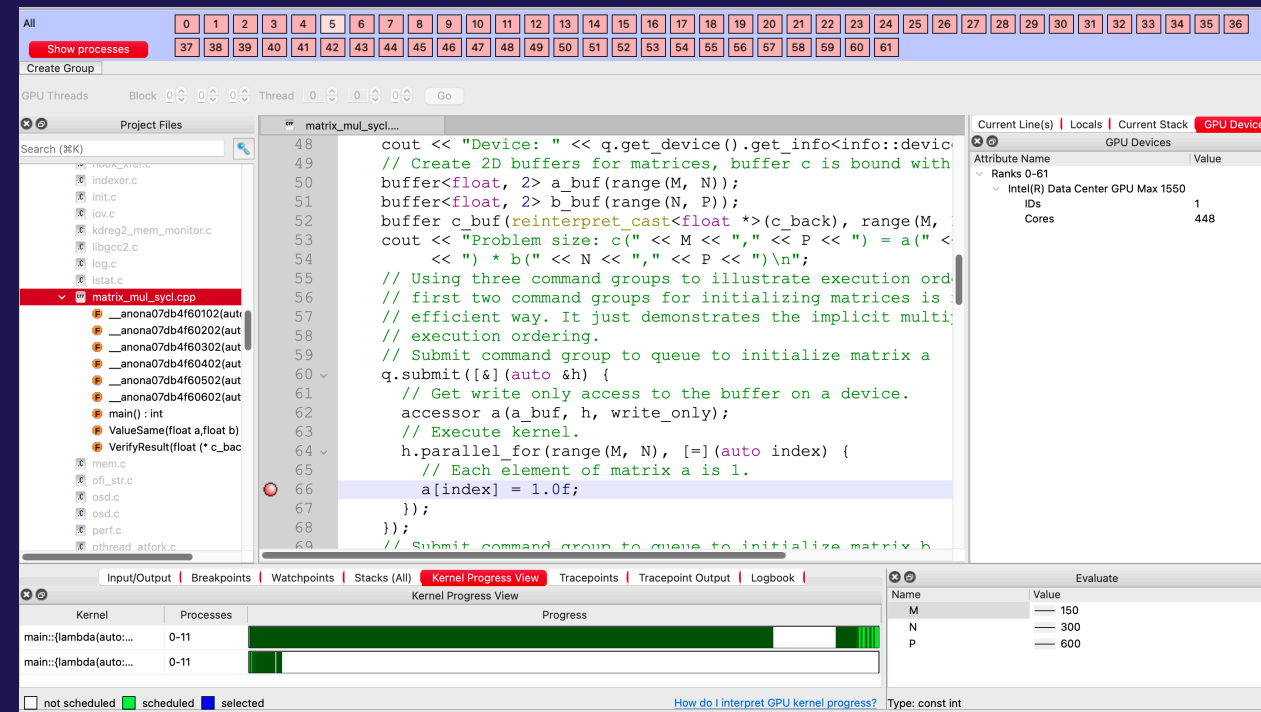 All
0 1 2 3 4 5 6 7 8 9 10 11 12 13 14 15 16 17 18 19 20 21 22 23 24 25 26 27 28 29 30 31 32 33 34 35 36
Show processes
37 38 39 40 41 42 43 44 45 46 47 48 49 50 51 52 53 54 55 56 57 58 59 60 61
Create Group
GPU Threads Block 0 0 0 Thread 0 0 0 Go
Project Files
Search (⌘K)
hook_xfer.c
indexer.c
init.c
iov.c
kdreg2_mem_monitor.c
libgcc2.c
log.c
lstat.c
matrix_mul_sycl.cpp
__anona07db4f60102(auto
__anona07db4f60202(aut
__anona07db4f60302(aut
__anona07db4f60402(aut
__anona07db4f60502(aut
__anona07db4f60602(aut
main() : int
ValueSame(float a,float b)
VerifyResult(float (* c_bac
mem.c
ofi_str.c
osd.c
osd.c
perf.c
pthread_atfork.c
matrix_mul_sycl....
48 cout << "Device: " << q.get_device().get_info<info::devic
49 // Create 2D buffers for matrices, buffer c is bound with
50 buffer<float, 2> a_buf(range(M, N));
51 buffer<float, 2> b_buf(range(N, P));
52 buffer c_buf(reinterpret_cast<float *>(c_back), range(M,
53 cout << "Problem size: c(" << M << "," << P << ") = a(" <
54 << ") * b(" << N << "," << P << ")\n";
55 // Using three command groups to illustrate execution ord
56 // first two command groups for initializing matrices is
57 // efficient way. It just demonstrates the implicit multi
58 // execution ordering.
59 // Submit command group to queue to initialize matrix a
60 q.submit([&](auto &h) {
61 // Get write only access to the buffer on a device.
62 accessor a(a_buf, h, write_only);
63 // Execute kernel.
64 h.parallel_for(range(M, N), [=](auto index) {
65 // Each element of matrix a is 1.
66 a[index] = 1.0f;
67 });
68 });
69 // Submit command group to queue to initialize matrix b
Current Line(s) Locals Current Stack GPU Device
GPU Devices
Attribute Name Value
Ranks 0-61
Intel(R) Data Center GPU Max 1550
IDs 1
Cores 448
Input/Output Breakpoints Watchpoints Stacks (All) Kernel Progress View Tracepoints Tracepoint Output Logbook
Kernel Progress View
Kernel Processes Progress
main::{lambda(auto:... 0-11
main::{lambda(auto:... 0-11
not scheduled scheduled selected
How do I interpret GPU kernel progress?
Evaluate
Name Value
M 150
N 300
P 600
Type: const int